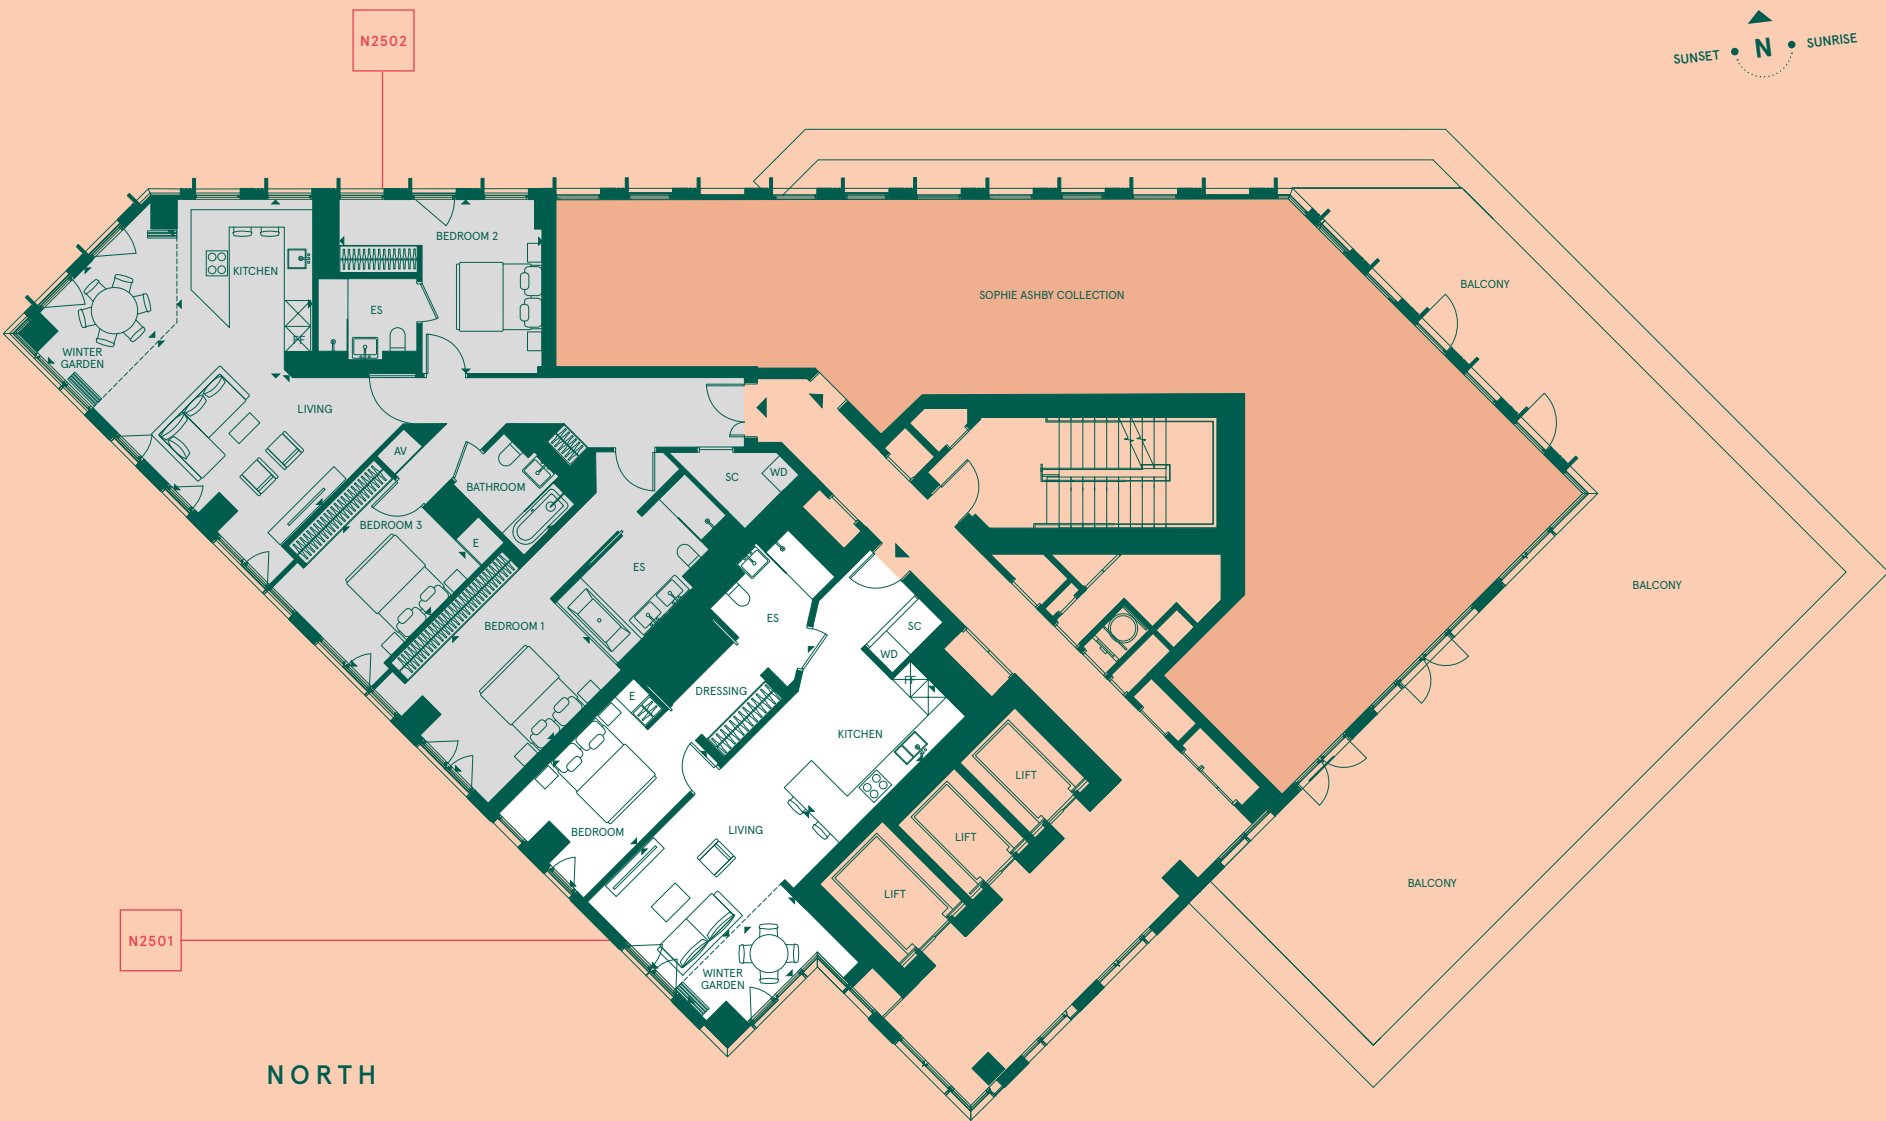 N2502
SUNSET
N
SUNRISE
BEDROOM 2
KITCHEN
ES
FF
WINTER
GARDEN
LIVING
SOPHIE ASHBY COLLECTION
BALCONY
AV
BATHROOM
SC
WD
BEDROOM 3
E
ES
BEDROOM 1
BALCONY
ES
SC
WD
FF
DRESSING
E
KITCHEN
LIFT
BEDROOM
LIVING
LIFT
LIFT
BALCONY
N2501
WINTER
GARDEN
NORTH